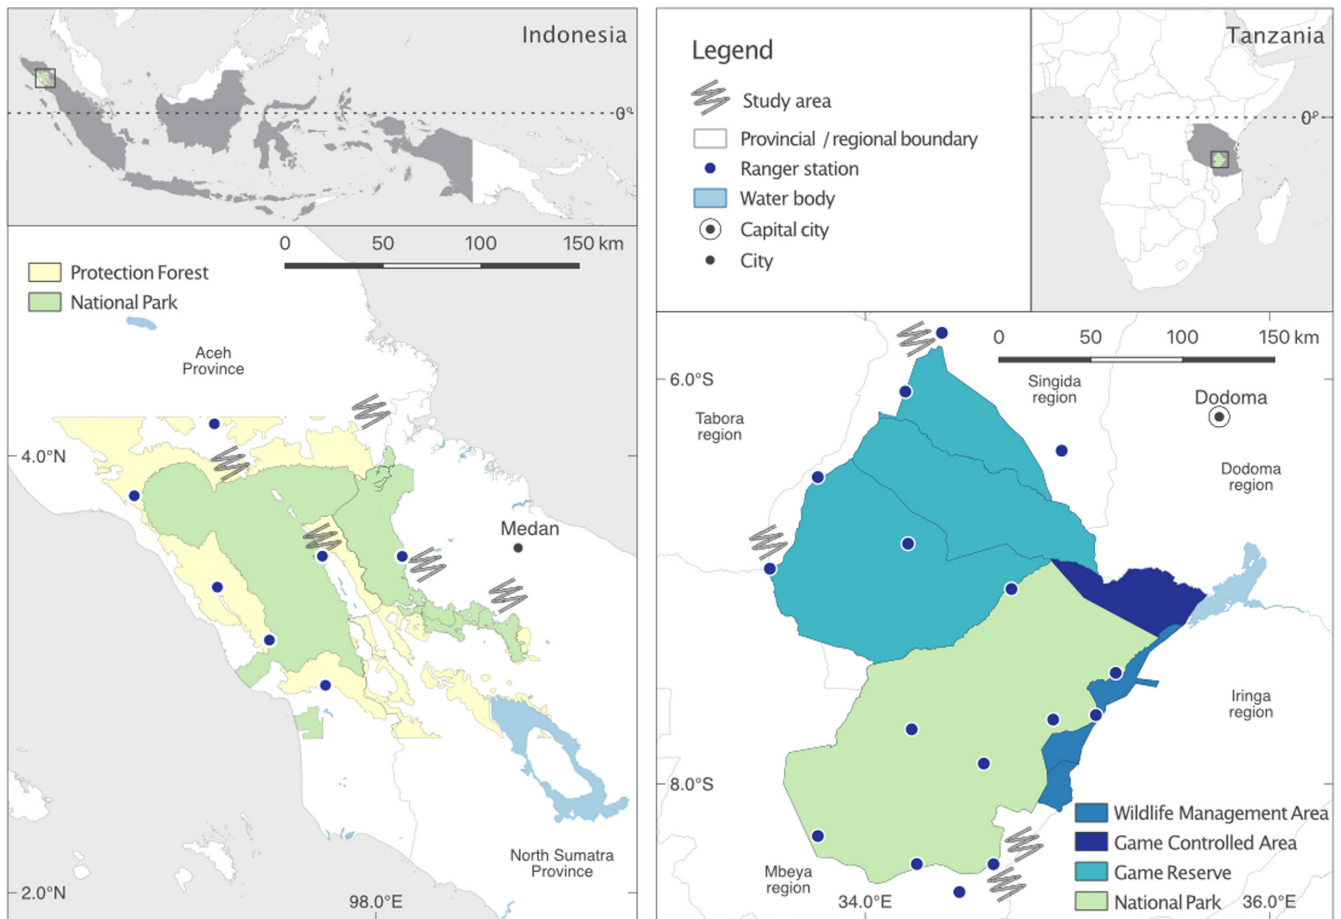 Indonesia
0°
0 50 100 150 km
Protection Forest
National Park
Aceh
Province
4.0°N
Medan
North Sumatra
Province
2.0°N
98.0°E
Legend
Study area
Provincial / regional boundary
Ranger station
Water body
Capital city
City
Tanzania
0°
0 50 100 150 km
6.0°S
Singida
region
Dodoma
Tabora
region
Dodoma
region
Iringa
region
8.0°S
Wildlife Management Area
Game Controlled Area
Game Reserve
National Park
Mbeya
region
34.0°E
36.0°E